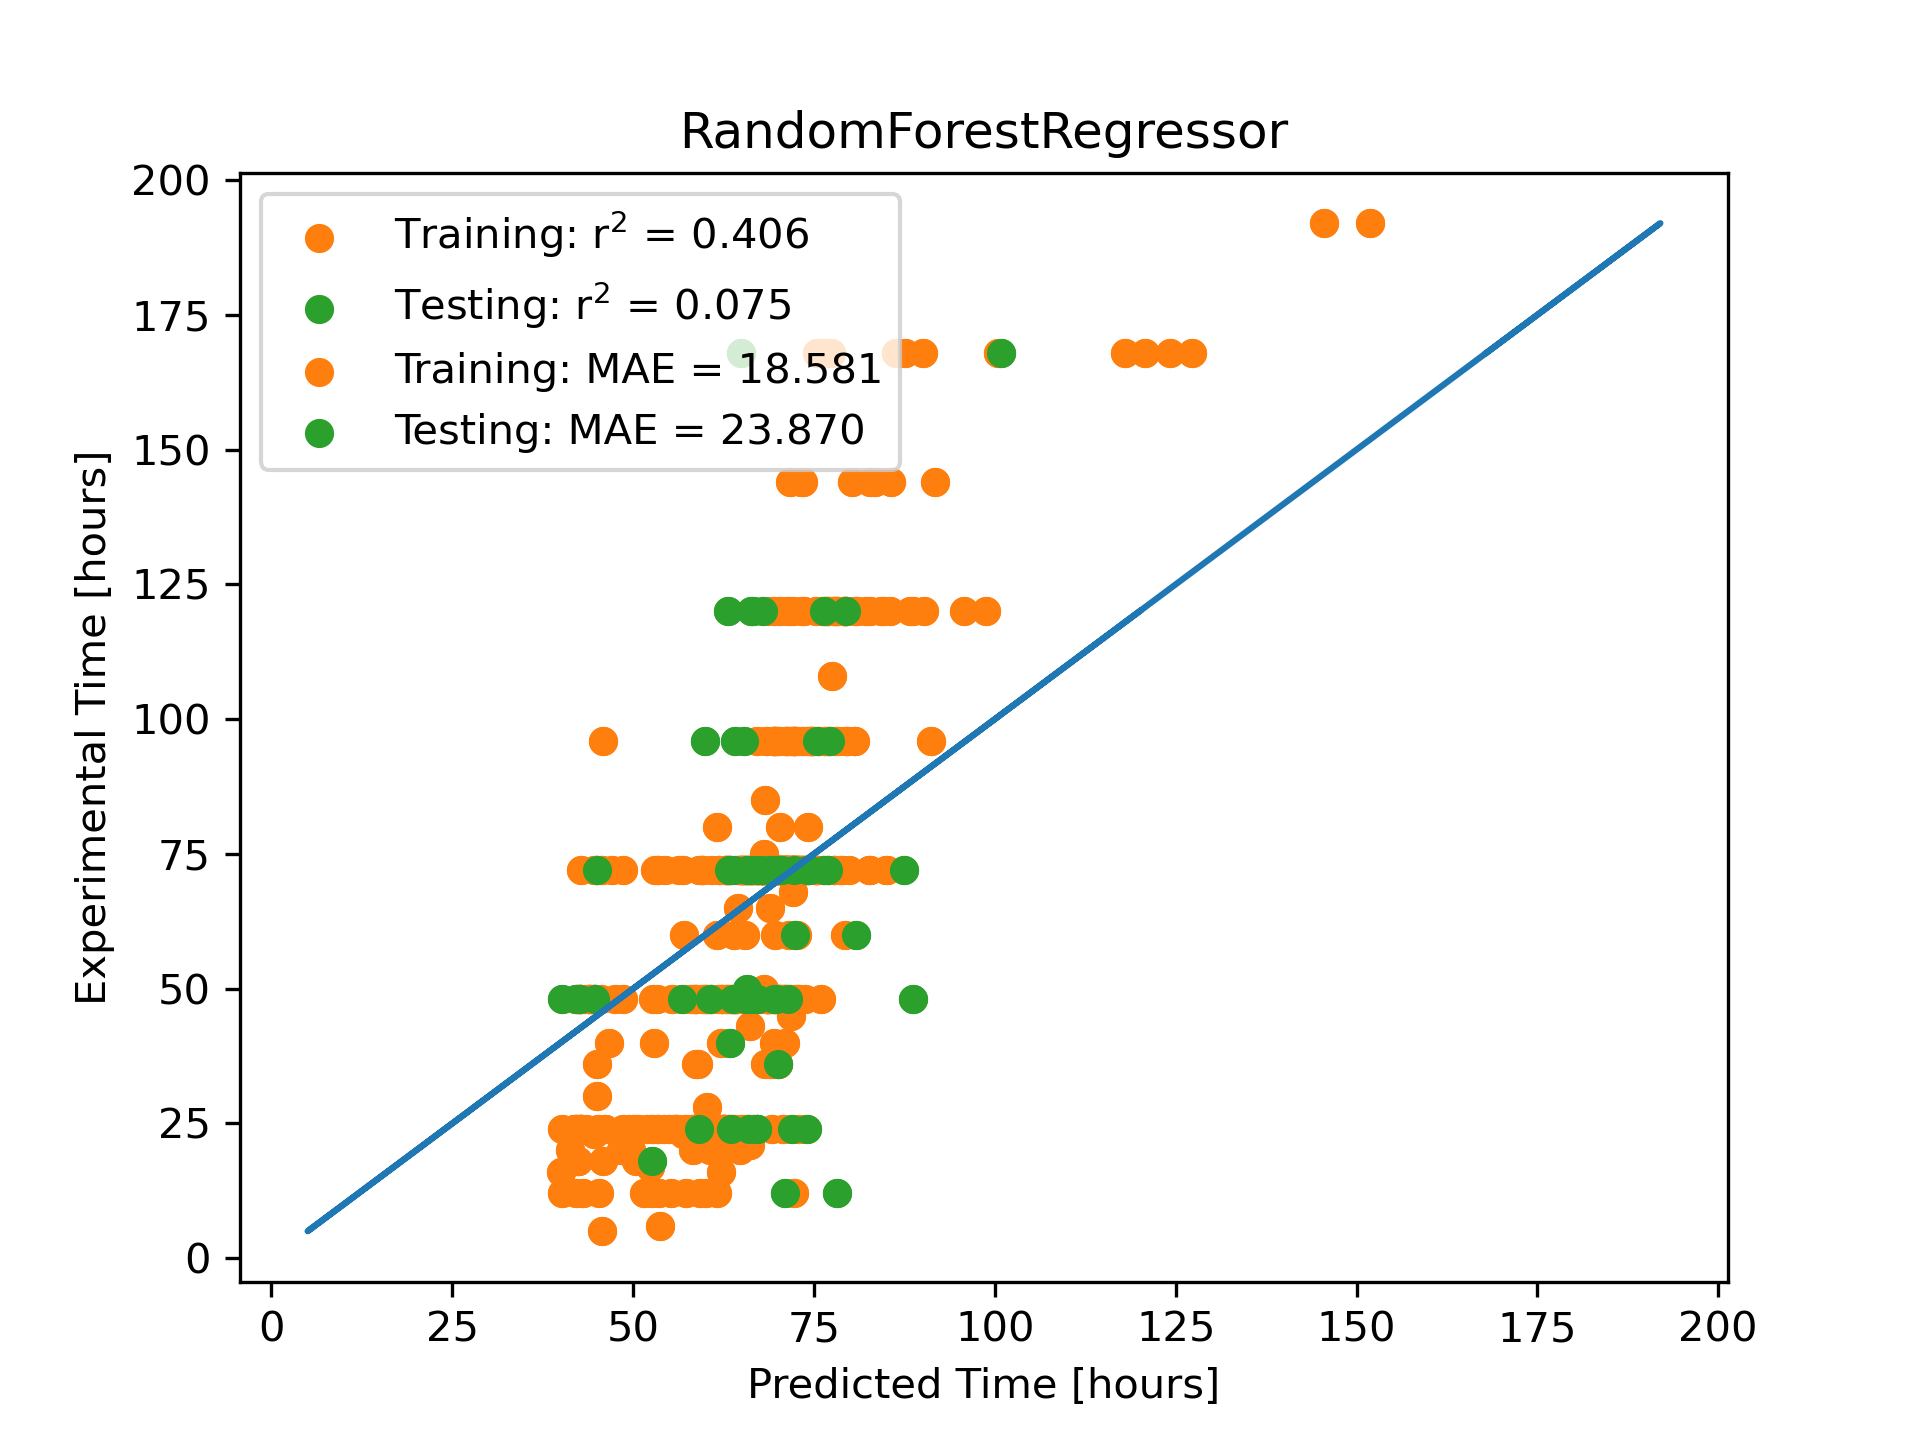 RandomForestRegressor
Training: r² = 0.406
Testing: r² = 0.075
Training: MAE = 18.581
Testing: MAE = 23.870
Experimental Time [hours]
200
175
150
125
100
75
50
25
0
0 25 50 75 100 125 150 175 200
Predicted Time [hours]